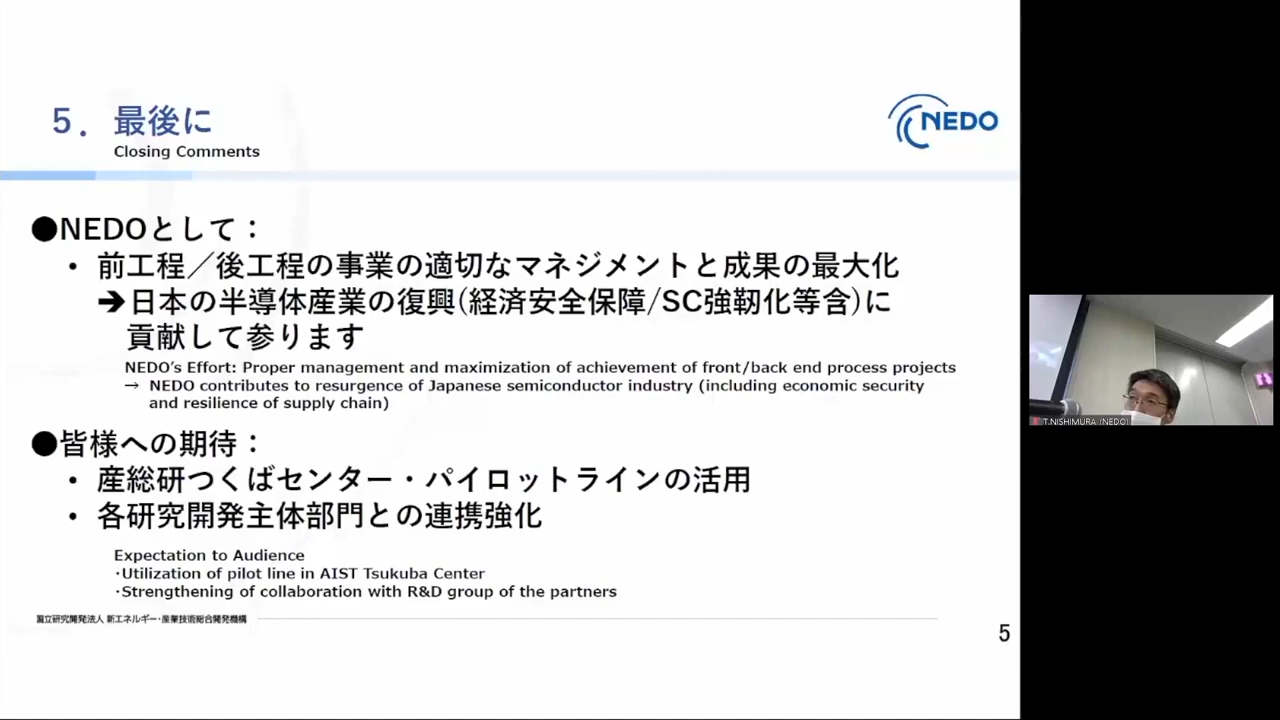 5．最後に
Closing Comments
NEDO
●NEDOとして：
・ 前工程／後工程の事業の適切なマネジメントと成果の最大化
➔日本の半導体産業の復興(経済安全保障/SC強靭化等含)に
貢献して参ります
NEDO’s Effort: Proper management and maximization of achievement of front/back end process projects
→ NEDO contributes to resurgence of Japanese semiconductor industry (including economic security
and resilience of supply chain)
●皆様への期待：
・ 産総研つくばセンター・パイロットラインの活用
・ 各研究開発主体部門との連携強化
Expectation to Audience
･Utilization of pilot line in AIST Tsukuba Center
･Strengthening of collaboration with R&D group of the partners
国立研究開発法人 新エネルギー・産業技術総合開発機構
5
T.NISHIMURA (NEDO)